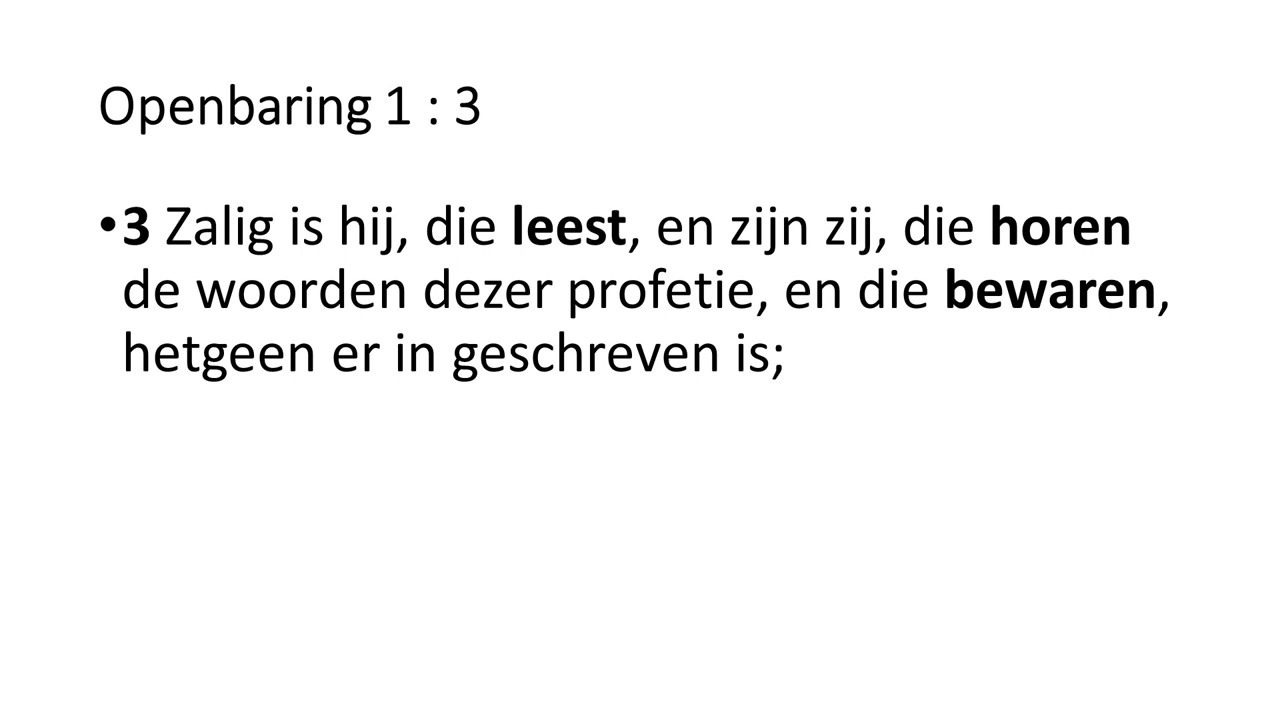 Openbaring 1 : 3
•3 Zalig is hij, die leest, en zijn zij, die horen
de woorden dezer profetie, en die bewaren,
hetgeen er in geschreven is;